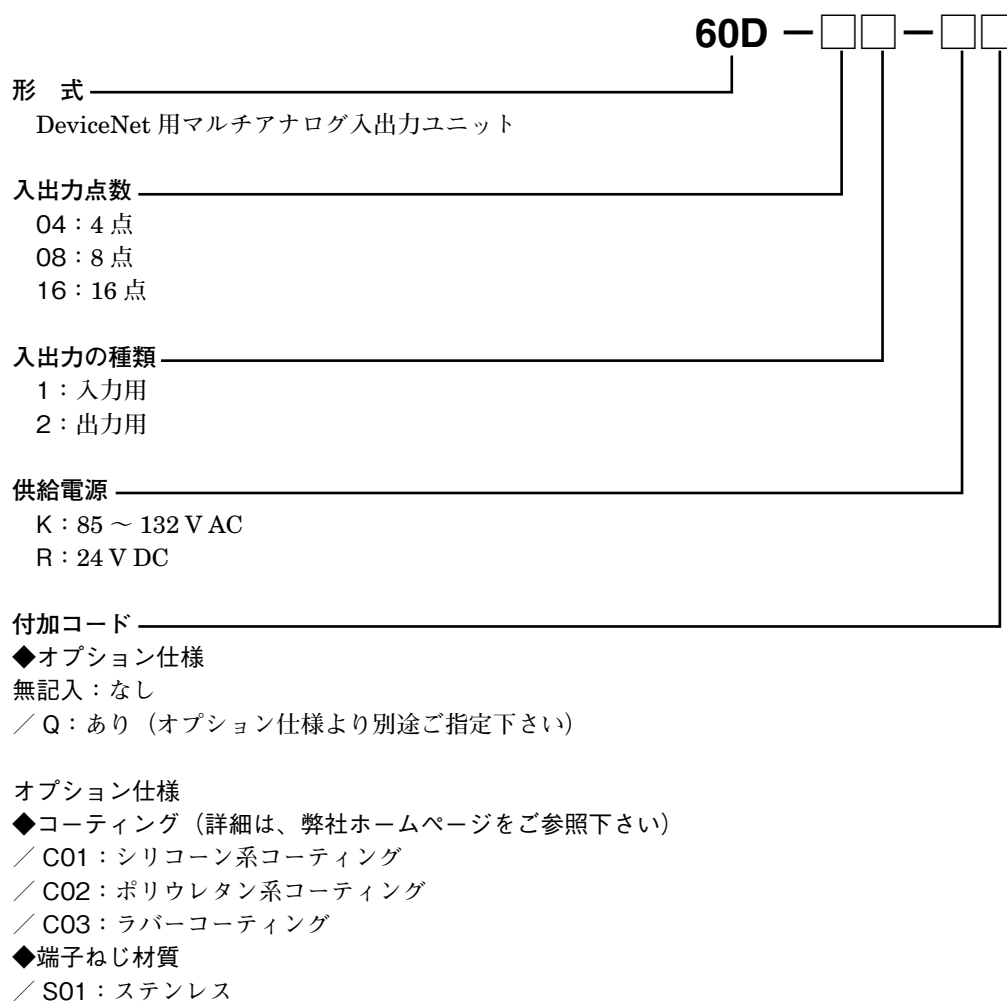 60D －□□－□□
形　式
DeviceNet 用マルチアナログ入出力ユニット
入出力点数
04：4 点
08：8 点
16：16 点
入出力の種類
1：入力用
2：出力用
供給電源
K：85 ～ 132 V AC
R：24 V DC
付加コード
◆オプション仕様
無記入：なし
／ Q：あり（オプション仕様より別途ご指定下さい）
オプション仕様
◆コーティング（詳細は、弊社ホームページをご参照下さい）
／ C01：シリコーン系コーティング
／ C02：ポリウレタン系コーティング
／ C03：ラバーコーティング
◆端子ねじ材質
／ S01：ステンレス